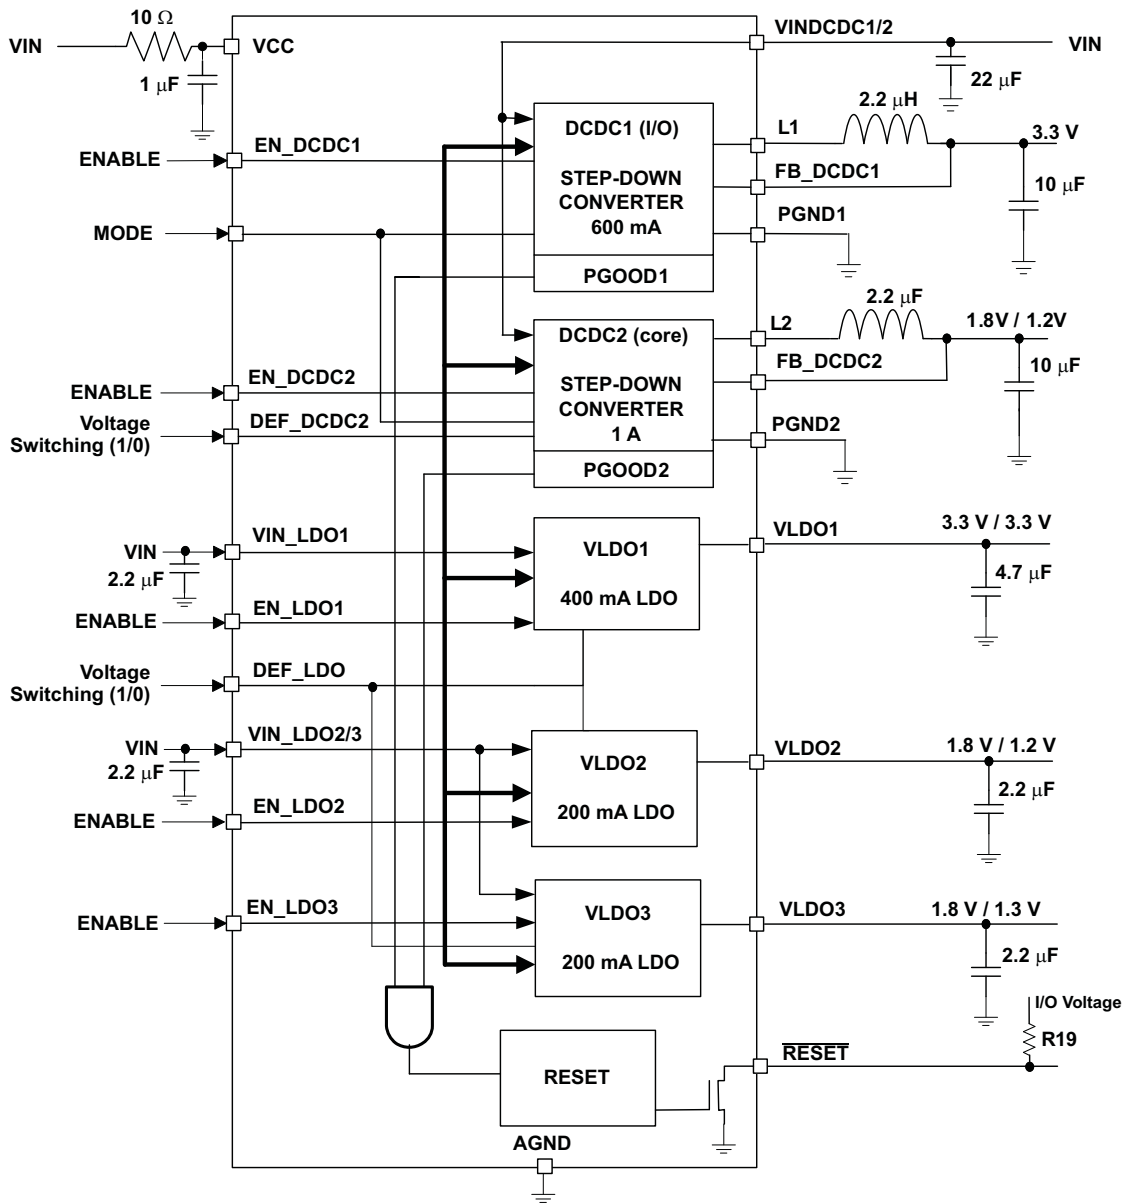 10 Ω
VIN
VCC
1 μF
VINDCDC1/2
VIN
22 μF
2.2 μH
DCDC1 (I/O)
L1
3.3 V
ENABLE
EN_DCDC1
STEP-DOWN
CONVERTER
600 mA
FB_DCDC1
10 μF
PGND1
MODE
PGOOD1
2.2 μF
L2
1.8V / 1.2V
DCDC2 (core)
FB_DCDC2
10 μF
ENABLE
EN_DCDC2
STEP-DOWN
CONVERTER
1 A
Voltage
Switching (1/0)
DEF_DCDC2
PGND2
PGOOD2
VIN
2.2 μF
VIN_LDO1
VLDO1
400 mA LDO
VLDO1
3.3 V / 3.3 V
4.7 μF
ENABLE
EN_LDO1
Voltage
Switching (1/0)
DEF_LDO
VIN
2.2 μF
VIN_LDO2/3
VLDO2
200 mA LDO
VLDO2
1.8 V / 1.2 V
2.2 μF
ENABLE
EN_LDO2
ENABLE
EN_LDO3
VLDO3
200 mA LDO
VLDO3
1.8 V / 1.3 V
2.2 μF
I/O Voltage
R19
RESET
RESET
AGND